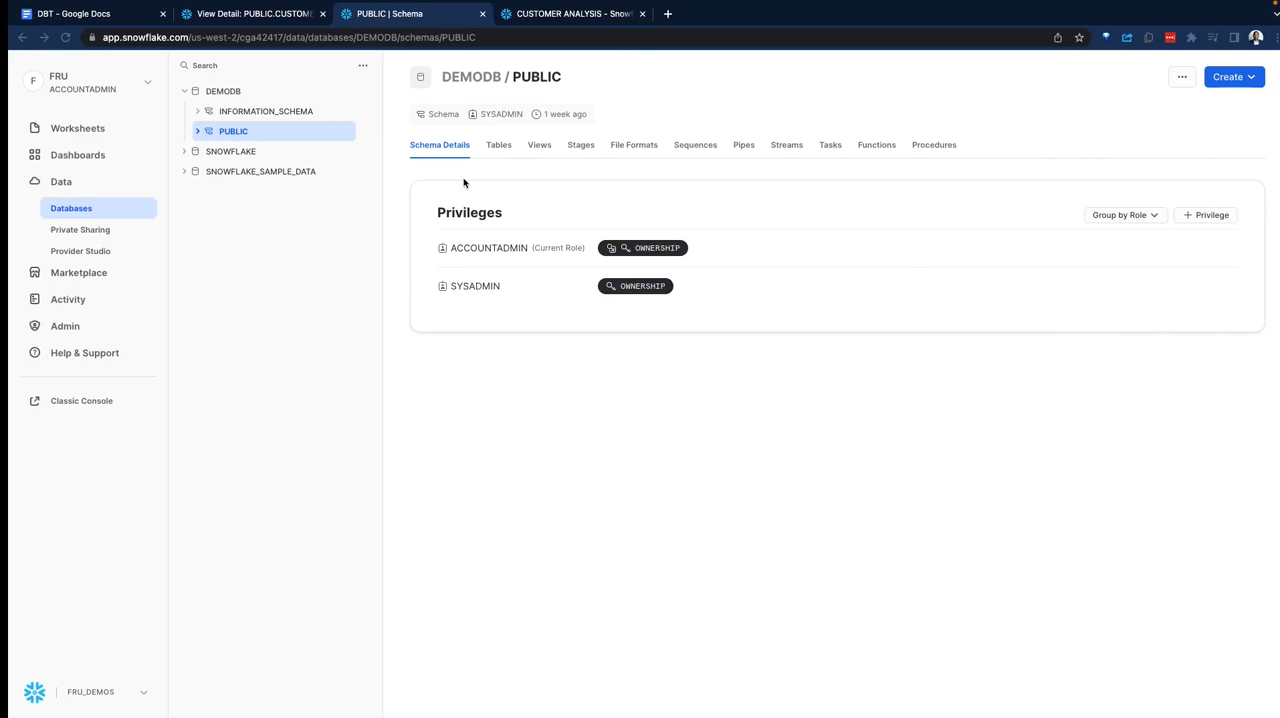 DBT - Google Docs
View Detail: PUBLIC.CUSTOME
PUBLIC | Schema
CUSTOMER ANALYSIS - Snowf
app.snowflake.com/us-west-2/cga42417/data/databases/DEMODB/schemas/PUBLIC
F
FRU
ACCOUNTADMIN
Worksheets
Dashboards
Data
Databases
Private Sharing
Provider Studio
Marketplace
Activity
Admin
Help & Support
Classic Console
FRU_DEMOS
Search
DEMODB
INFORMATION_SCHEMA
PUBLIC
SNOWFLAKE
SNOWFLAKE_SAMPLE_DATA
DEMODB / PUBLIC
Create
Schema SYSADMIN 1 week ago
Schema Details Tables Views Stages File Formats Sequences Pipes Streams Tasks Functions Procedures
Privileges
Group by Role + Privilege
ACCOUNTADMIN (Current Role) OWNERSHIP
SYSADMIN OWNERSHIP